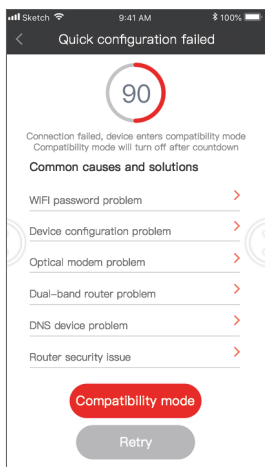 Sketch 9:41 AM 100%
Quick configuration failed
90
Connection failed, device enters compatibility mode
Compatibility mode will turn off after countdown
Common causes and solutions
WIFI password problem
Device configuration problem
Optical modem problem
Dual-band router problem
DNS device problem
Router security issue
Compatibility mode
Retry